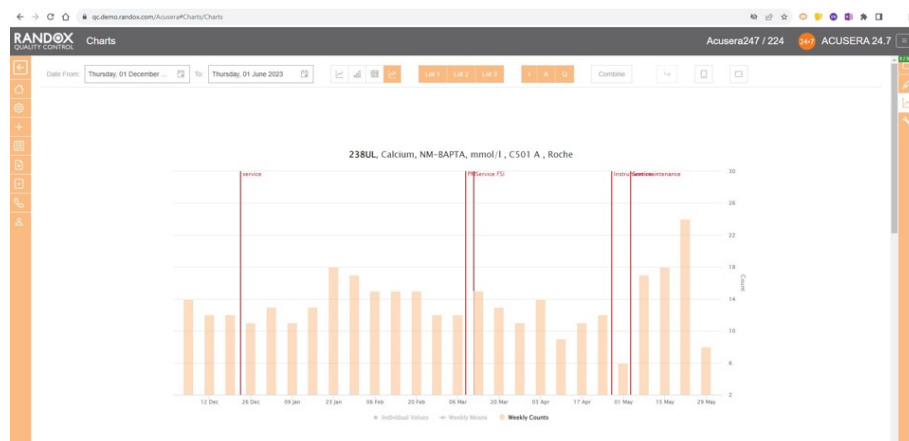 qc.demo.randox.com/Acusera#Charts/Charts
RANDOX
QUALITY CONTROL
Charts
Acusera247 / 224
24•7
ACUSERA 24.7
Date From: Thursday, 01 December ... To: Thursday, 01 June 2023
Lot 1 Lot 2 Lot 3
A Q
Combine
238UL, Calcium, NM-BAPTA, mmol/l , C501 A , Roche
service
Service FSI
30
26
22
18
14
10
6
2
Count
12 Dec 26 Dec 09 Jan 23 Jan 06 Feb 20 Feb 06 Mar 20 Mar 03 Apr 17 Apr 01 May 15 May 29 May
Individual Values Weekly Means Weekly Counts